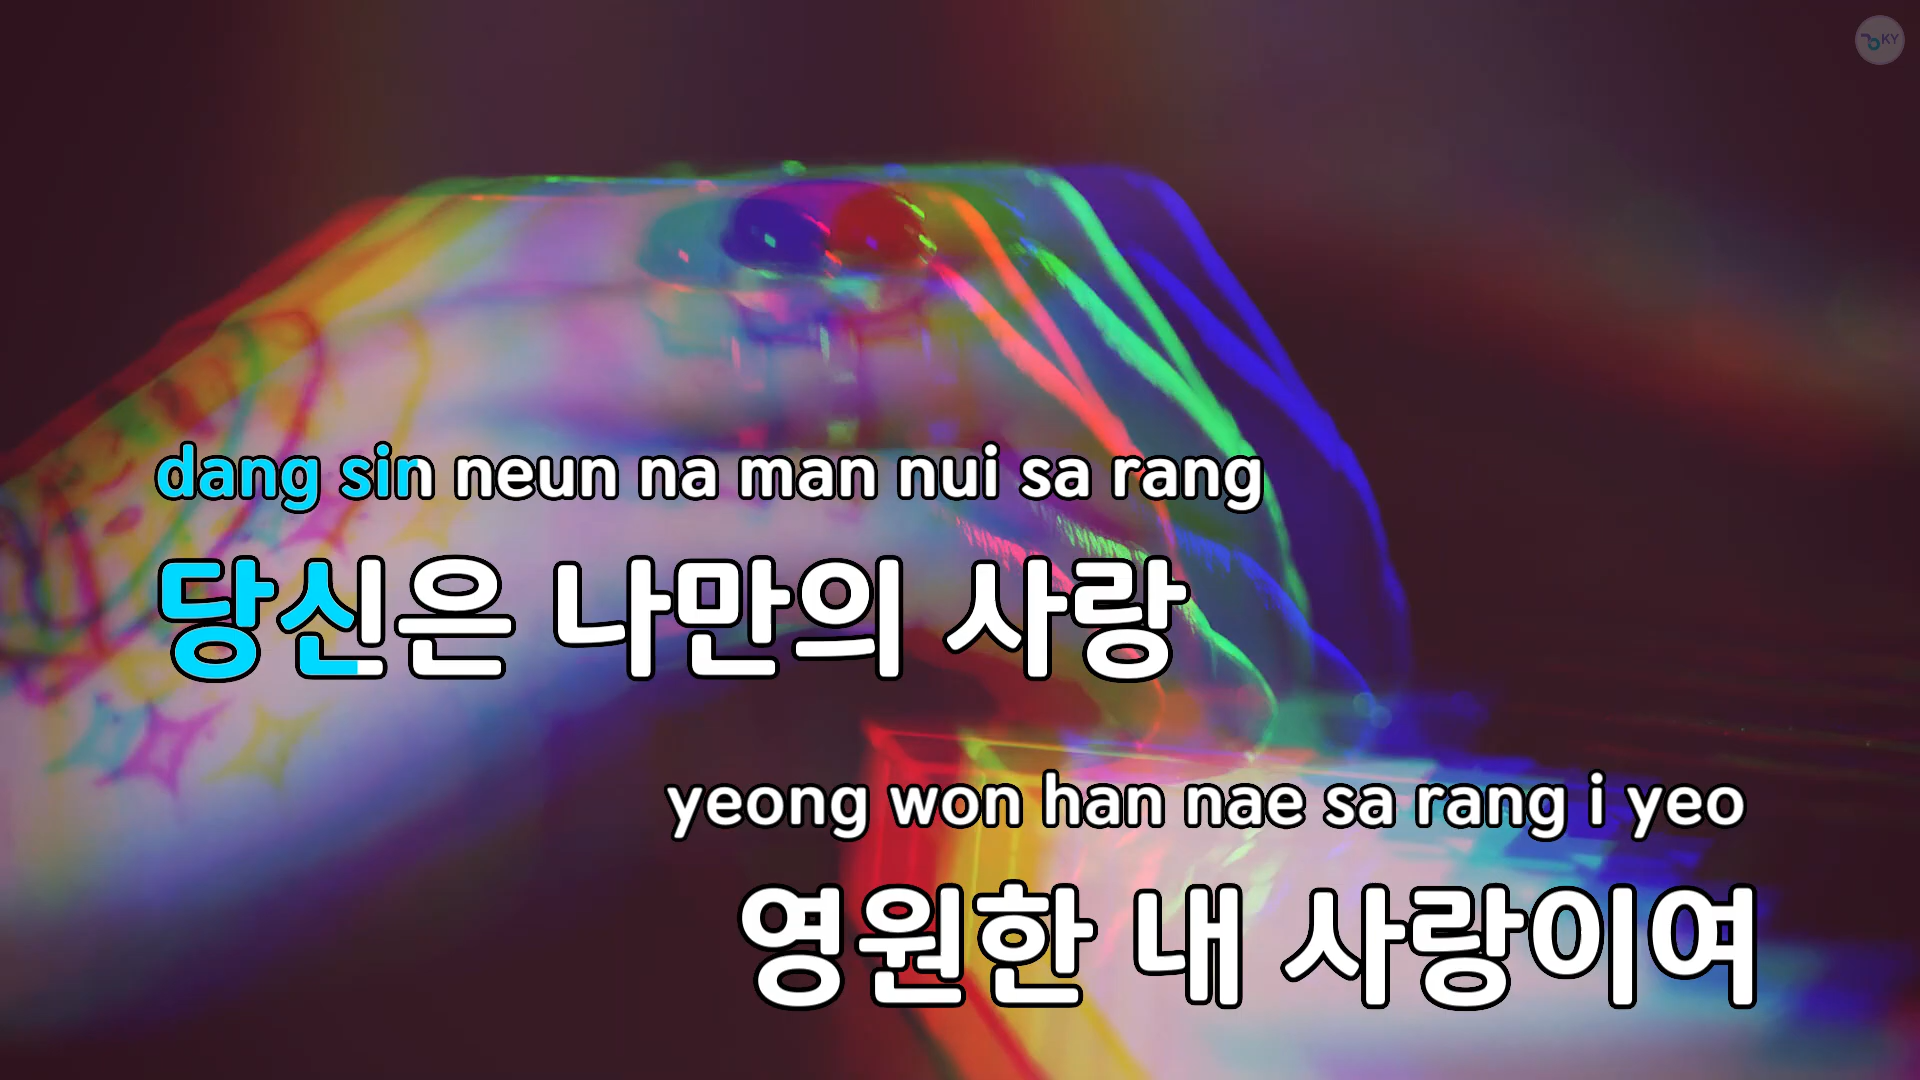 KY
dang sin neun na man nui sa rang
당신은 나만의 사랑
yeong won han nae sa rang i yeo
영원한 내 사랑이여